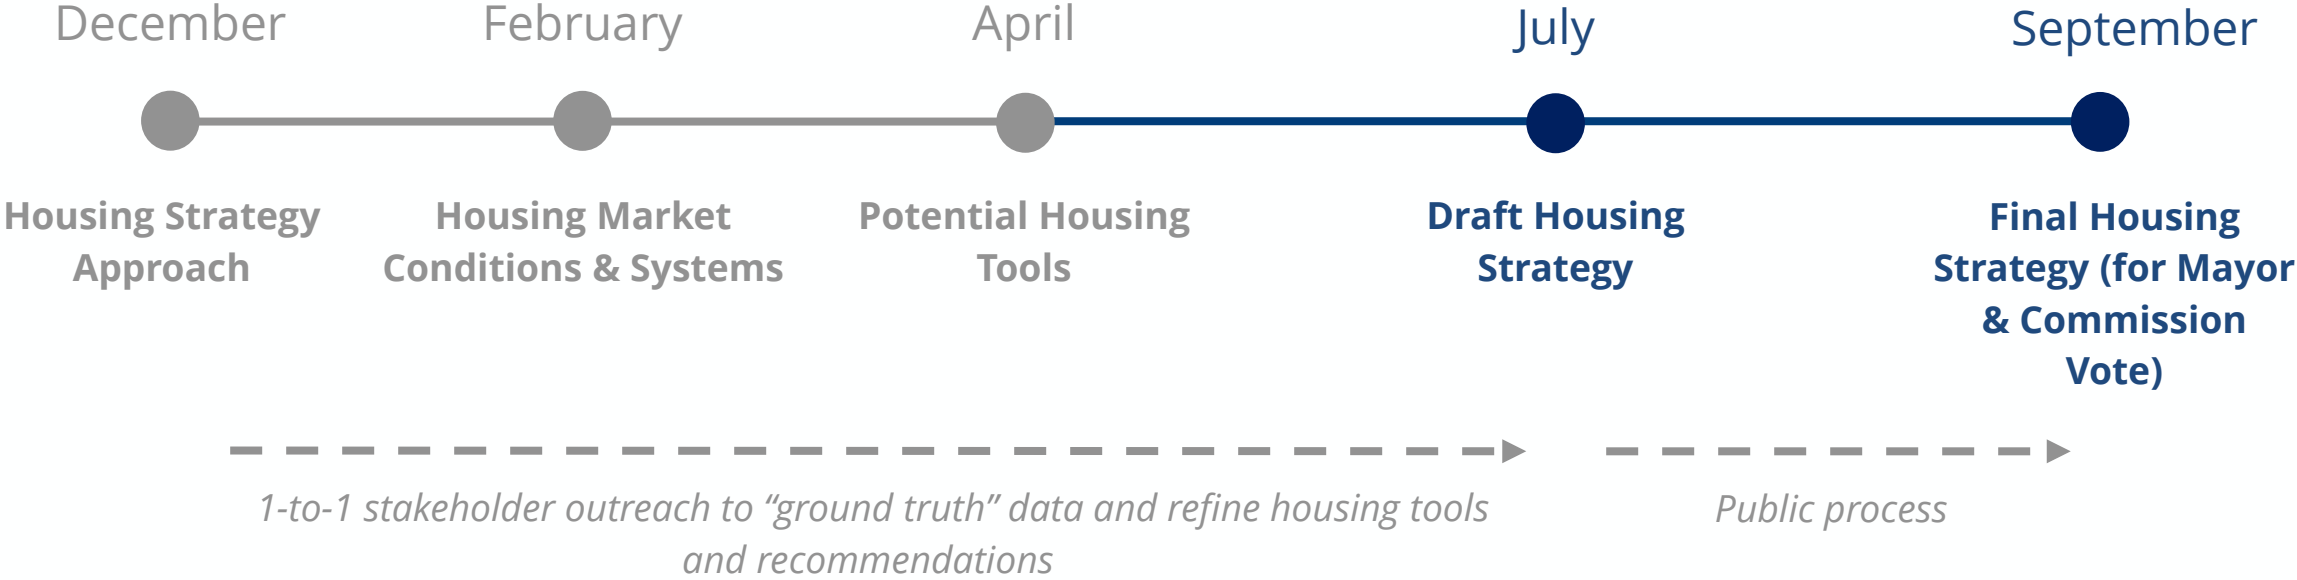 December
February
April
July
September
Housing Strategy
Approach
Housing Market
Conditions & Systems
Potential Housing
Tools
Draft Housing
Strategy
Final Housing
Strategy (for Mayor
& Commission
Vote)
1-to-1 stakeholder outreach to “ground truth” data and refine housing tools
and recommendations
Public process